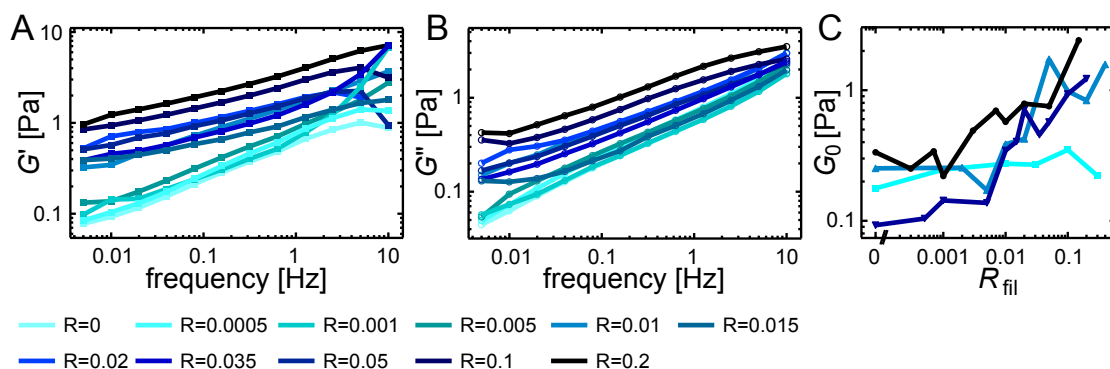 A
B
C
G' [Pa]
10
1
0.1
0.01
0.1
1
10
frequency [Hz]
G" [Pa]
1
0.1
0.01
0.1
1
10
frequency [Hz]
G0 [Pa]
1
0.1
0
0.001
0.01
0.1
Rfil
R=0
R=0.0005
R=0.001
R=0.005
R=0.01
R=0.015
R=0.02
R=0.035
R=0.05
R=0.1
R=0.2